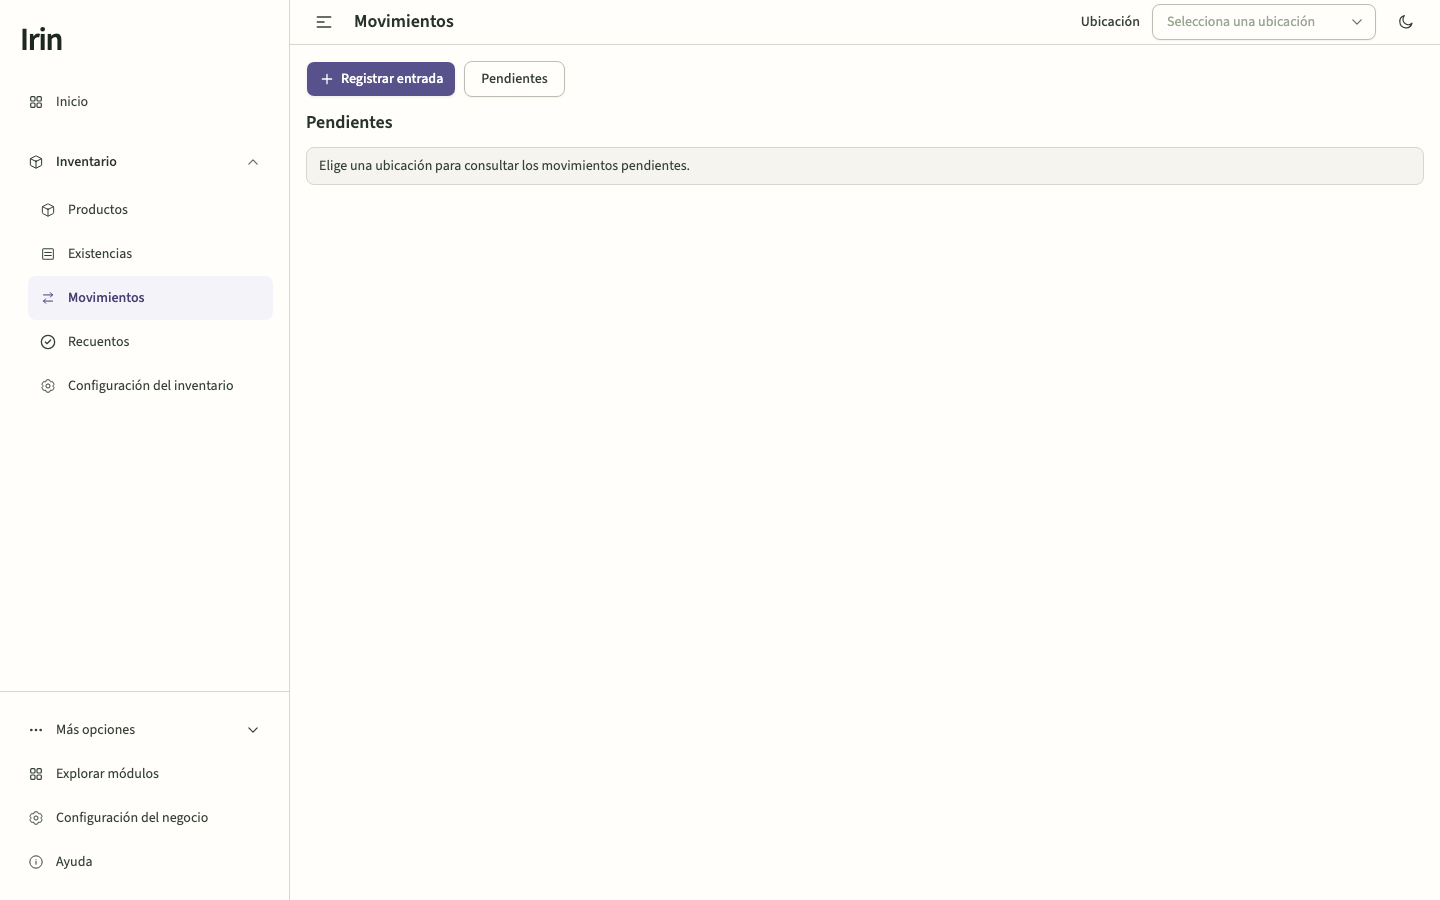 Irin
Inicio
Inventario
Productos
Existencias
Movimientos
Recuentos
Configuración del inventario
Más opciones
Explorar módulos
Configuración del negocio
Ayuda
Movimientos
Ubicación
Selecciona una ubicación
Registrar entrada
Pendientes
Pendientes
Elige una ubicación para consultar los movimientos pendientes.